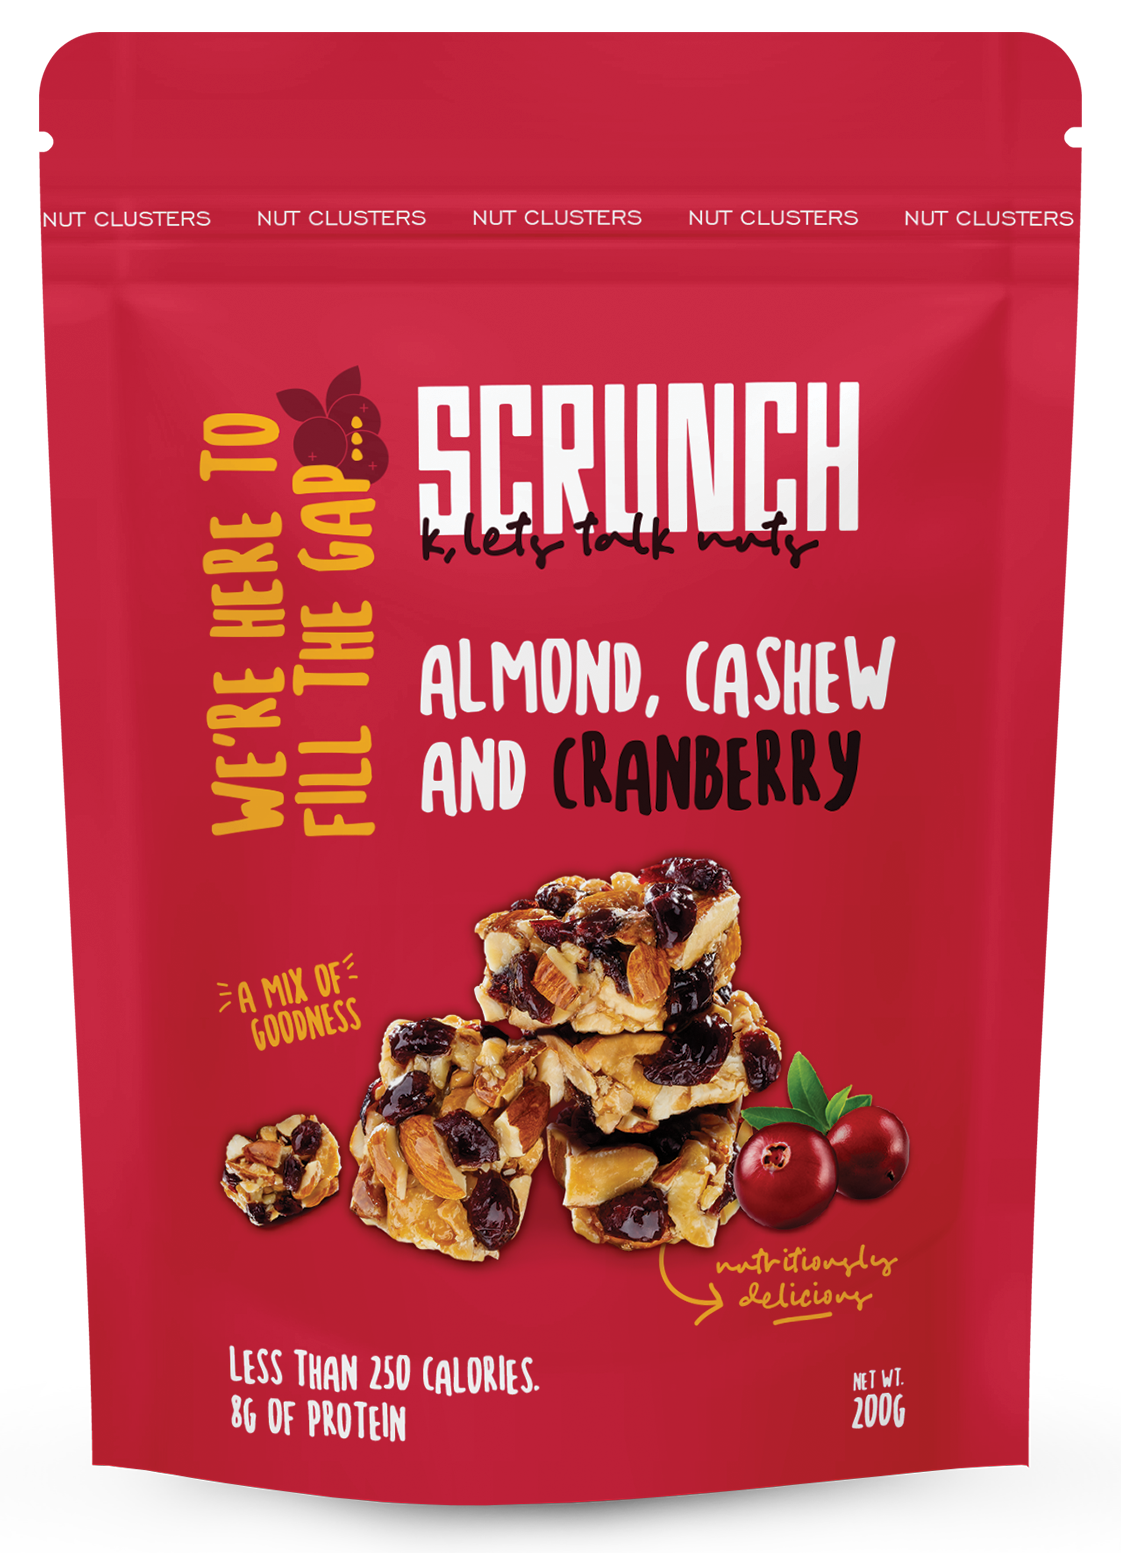 NUT CLUSTERS NUT CLUSTERS NUT CLUSTERS NUT CLUSTERS NUT CLUSTERS
WE'RE HERE TO
FILL THE GAP...
SCRUNCH
k, lets talk nuts
ALMOND, CASHEW
AND CRANBERRY
A MIX OF
GOODNESS
nutritiously
delicious
LESS THAN 250 CALORIES.
8G OF PROTEIN
NET WT.
200G